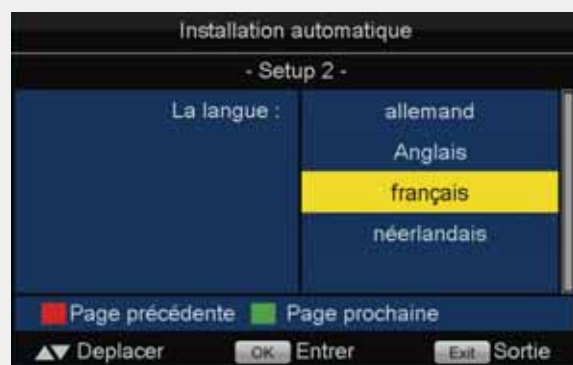 Installation automatique
- Setup 2 -
La langue : allemand
Anglais
français
néerlandais
Page précédente Page prochaine
▲▼ Deplacer OK Entrer Exit Sortie